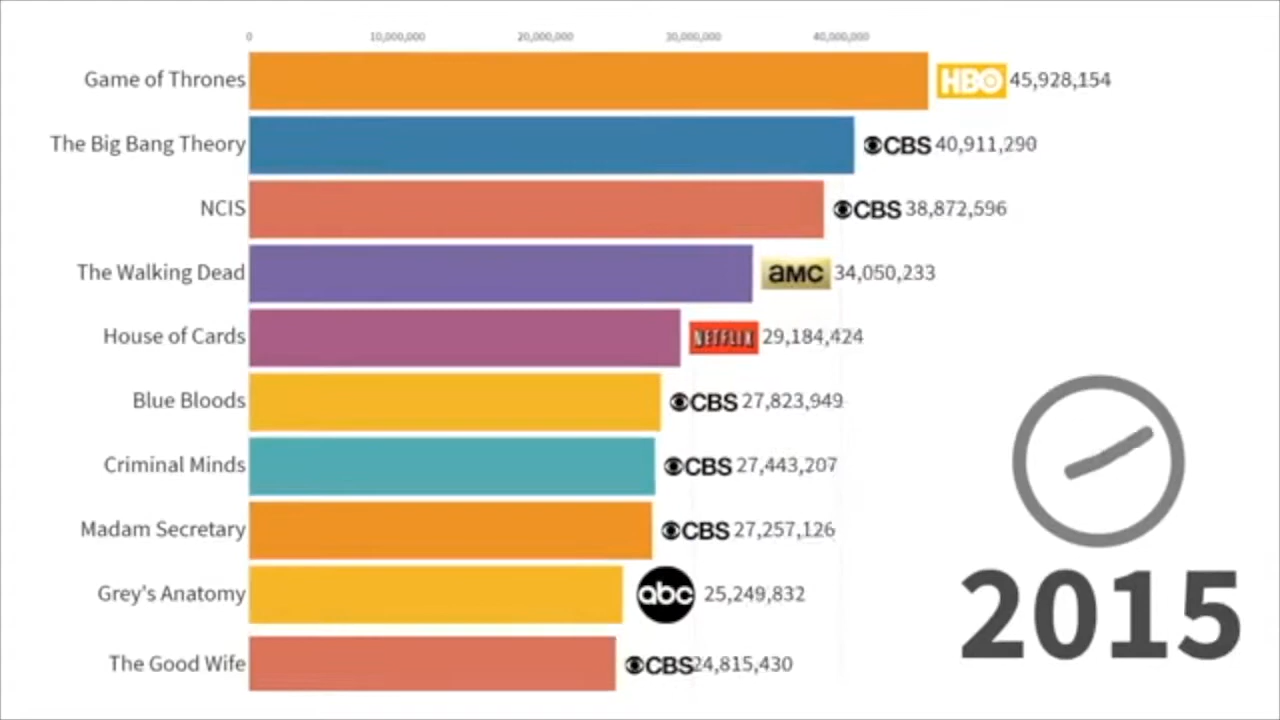 0 10,000,000 20,000,000 30,000,000 40,000,000
Game of Thrones HBO 45,928,154
The Big Bang Theory CBS 40,911,290
NCIS CBS 38,872,596
The Walking Dead aMC 34,050,233
House of Cards NETFLIX 29,184,424
Blue Bloods CBS 27,823,949
Criminal Minds CBS 27,443,207
Madam Secretary CBS 27,257,126
Grey's Anatomy abc 25,249,832
The Good Wife CBS 24,815,430
2015